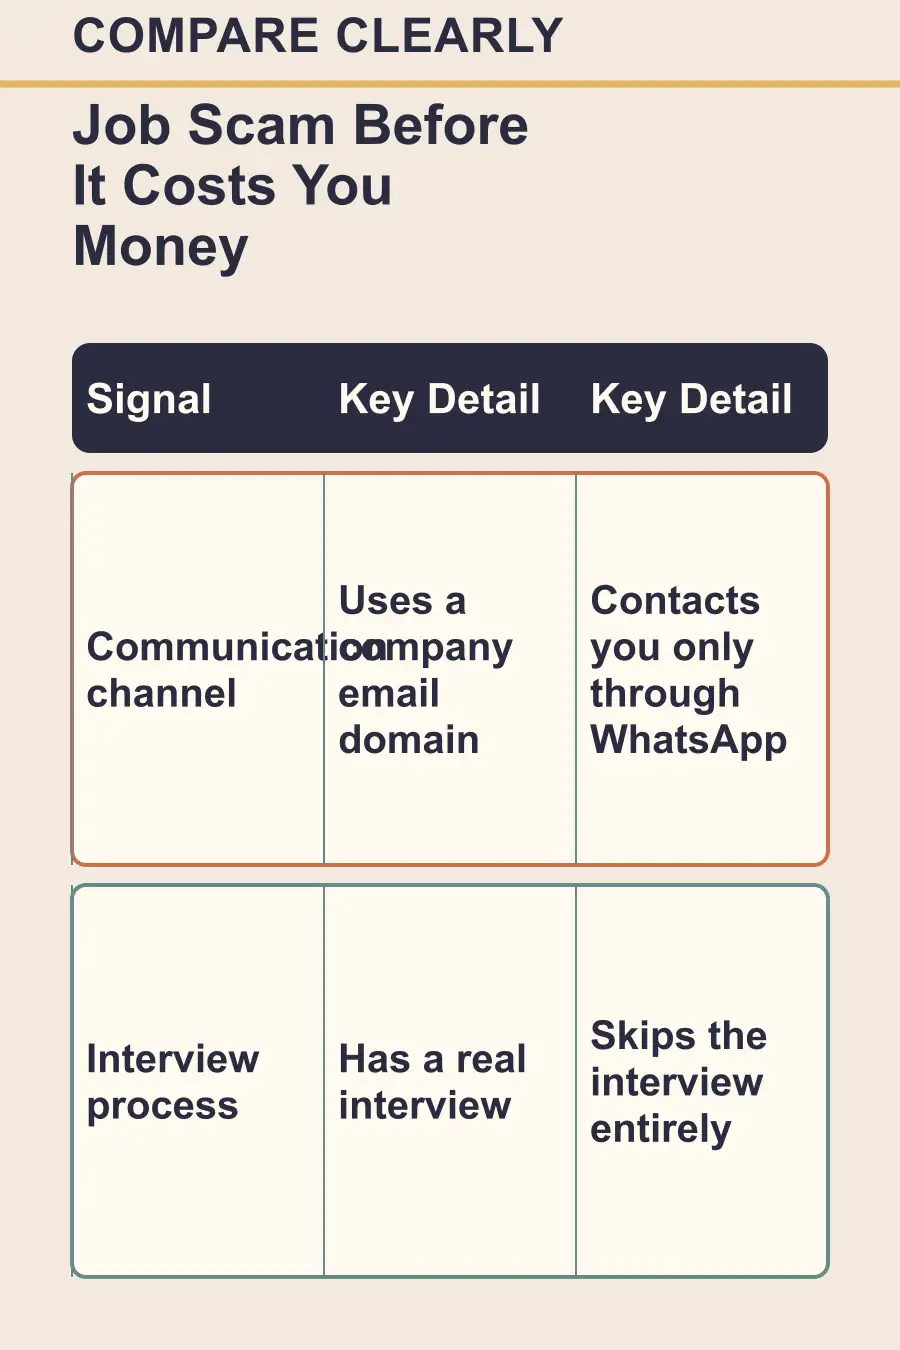 COMPARE CLEARLY
Job Scam Before
It Costs You
Money
Signal
Key Detail
Key Detail
Communication
channel
Uses a
company
email
domain
Contacts
you only
through
WhatsApp
Interview
process
Has a real
interview
Skips the
interview
entirely